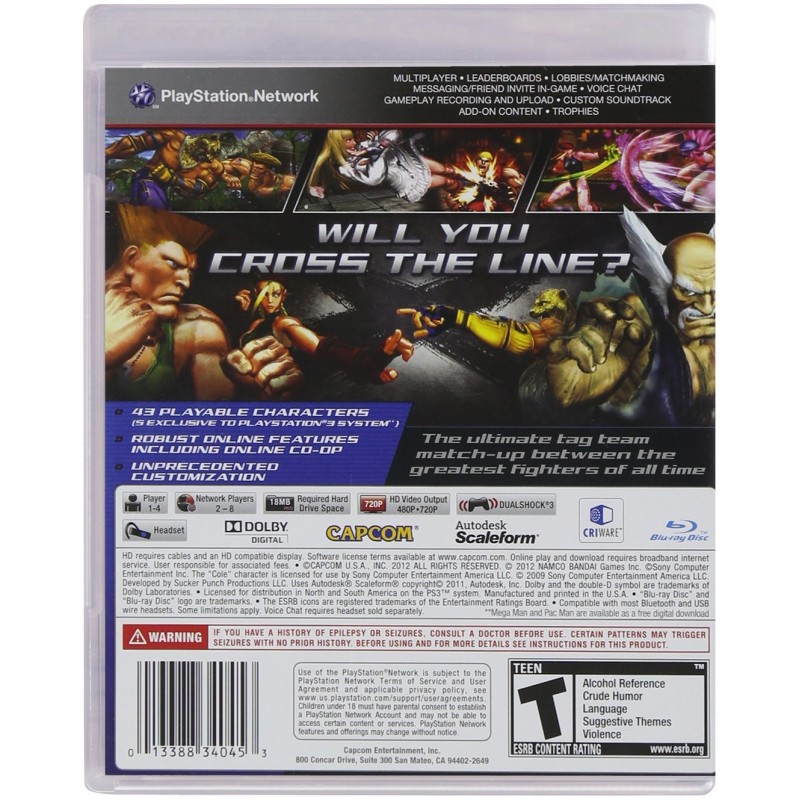 PlayStation®Network
MULTIPLAYER • LEADERBOARDS • LOBBIES/MATCHMAKING
MESSAGING/FRIEND INVITE IN-GAME • VOICE CHAT
GAMEPLAY RECORDING AND UPLOAD • CUSTOM SOUNDTRACK
ADD-ON CONTENT • TROPHIES
WILL YOU
CROSS THE LINE?
43 PLAYABLE CHARACTERS
(5 EXCLUSIVE TO PLAYSTATION®3 SYSTEM**)
ROBUST ONLINE FEATURES
INCLUDING ONLINE CO-OP
UNPRECEDENTED
CUSTOMIZATION
The ultimate tag team
match-up between the
greatest fighters of all time
Player
1-4
Network Players
2 – 8
18MB
Required Hard
Drive Space
720P
HD Video Output
480P•720P
DUALSHOCK®3
Headset
DOLBY
DIGITAL
CAPCOM
Autodesk
Scaleform®
CRIWARE™
Blu-ray Disc
HD requires cables and an HD compatible display. Software license terms available at www.capcom.com. Online play and download requires broadband internet
service. User responsible for associated fees. • ©CAPCOM U.S.A., INC. 2012 ALL RIGHTS RESERVED. © 2012 NAMCO BANDAI Games Inc. ©Sony Computer
Entertainment Inc. The "Cole" character is licensed for use by Sony Computer Entertainment America LLC. © 2009 Sony Computer Entertainment America LLC.
Developed by Sucker Punch Productions LLC. Uses Autodesk® Scaleform® copyright© 2011, Autodesk, Inc. Dolby and the double-D symbol are trademarks of
Dolby Laboratories. • Licensed for distribution in North and South America on the PS3™ system. Manufactured and printed in the U.S.A. • "Blu-ray Disc" and
"Blu-ray Disc" logo are trademarks. • The ESRB icons are registered trademarks of the Entertainment Ratings Board. • Compatible with most Bluetooth and USB
wire headsets. Some limitations apply. Voice Chat requires headset sold separately. **Mega Man and Pac Man are available as a free digital download
WARNING
IF YOU HAVE A HISTORY OF EPILEPSY OR SEIZURES, CONSULT A DOCTOR BEFORE USE. CERTAIN PATTERNS MAY TRIGGER
SEIZURES WITH NO PRIOR HISTORY. BEFORE USING AND FOR MORE DETAILS SEE INSTRUCTIONS FOR THIS PRODUCT.
0 13388 34045 3
Use of the PlayStation®Network is subject to the
PlayStation Network Terms of Service and User
Agreement and applicable privacy policy, see
www.us.playstation.com/support/useragreements.
Children under 18 must have parental consent to establish
a PlayStation Network Account and may not be able to
access certain content or services. PlayStation Network
features and offerings may change without notice.
Capcom Entertainment, Inc.
800 Concar Drive, Suite 300 San Mateo, CA 94402-2649
TEEN
T
™
Alcohol Reference
Crude Humor
Language
Suggestive Themes
Violence
ESRB CONTENT RATING
www.esrb.org